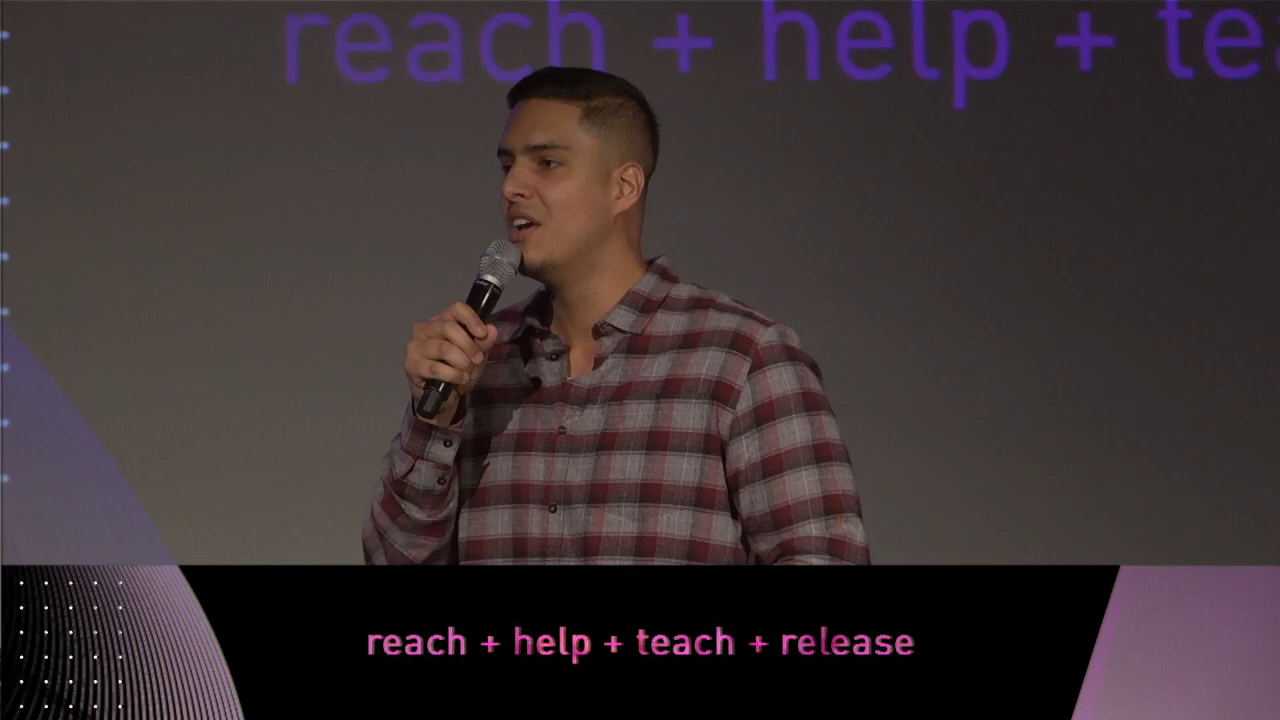 reach + help + te
reach + help + teach + release